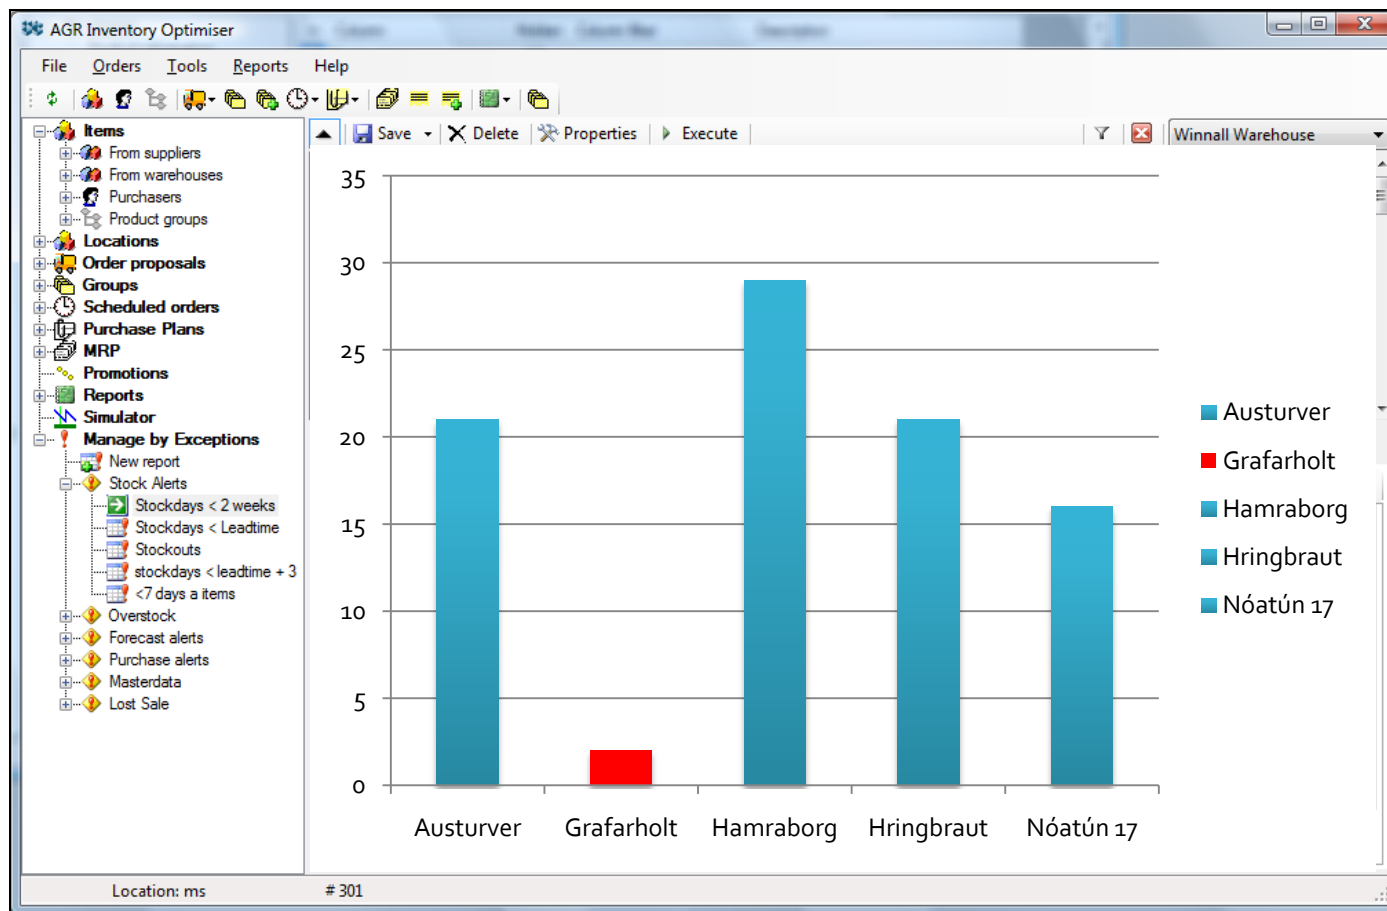 AGR Inventory Optimiser
File Orders Tools Reports Help
Save Delete Properties Execute Winnall Warehouse
Items
From suppliers
From warehouses
Purchasers
Product groups
Locations
Order proposals
Groups
Scheduled orders
Purchase Plans
MRP
Promotions
Reports
Simulator
Manage by Exceptions
New report
Stock Alerts
Stockdays < 2 weeks
Stockdays < Leadtime
Stockouts
stockdays < leadtime + 3
<7 days a items
Overstock
Forecast alerts
Purchase alerts
Masterdata
Lost Sale
35
30
25
20
15
10
5
0
Austurver Grafarholt Hamraborg Hringbraut Nóatún 17
Austurver
Grafarholt
Hamraborg
Hringbraut
Nóatún 17
Location: ms # 301